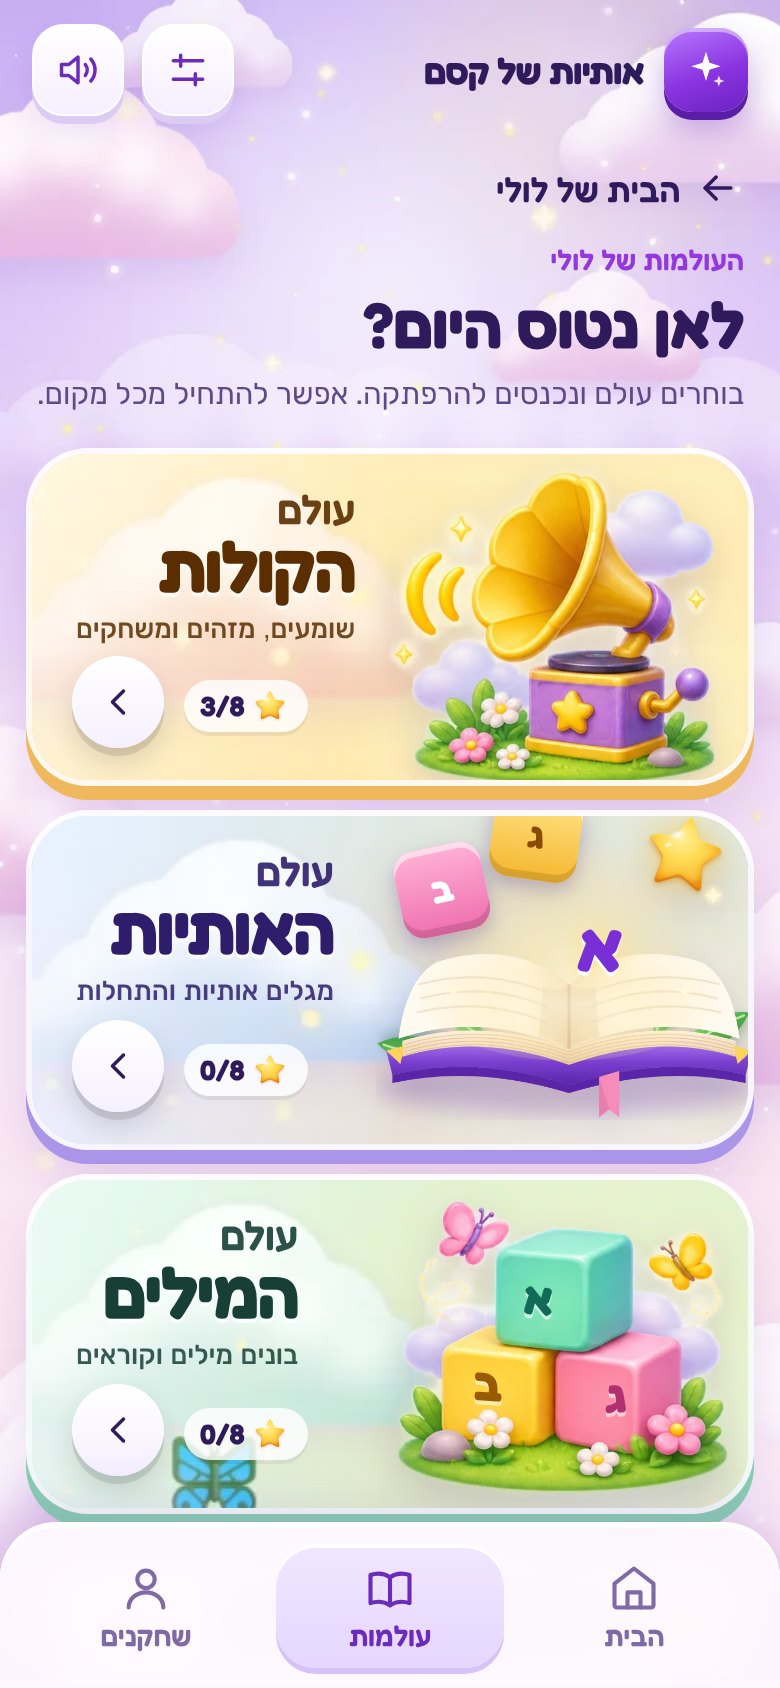 אותיות של קסם
הבית של לולי
העולמות של לולי
לאן נטוס היום?
בוחרים עולם ונכנסים להרפתקה. אפשר להתחיל מכל מקום.
עולם
הקולות
שומעים, מזהים ומשחקים
3/8
ג
ב
א
עולם
האותיות
מגלים אותיות והתחלות
0/8
עולם
המילים
בונים מילים וקוראים
0/8
א
ב
ג
הבית
עולמות
שחקנים